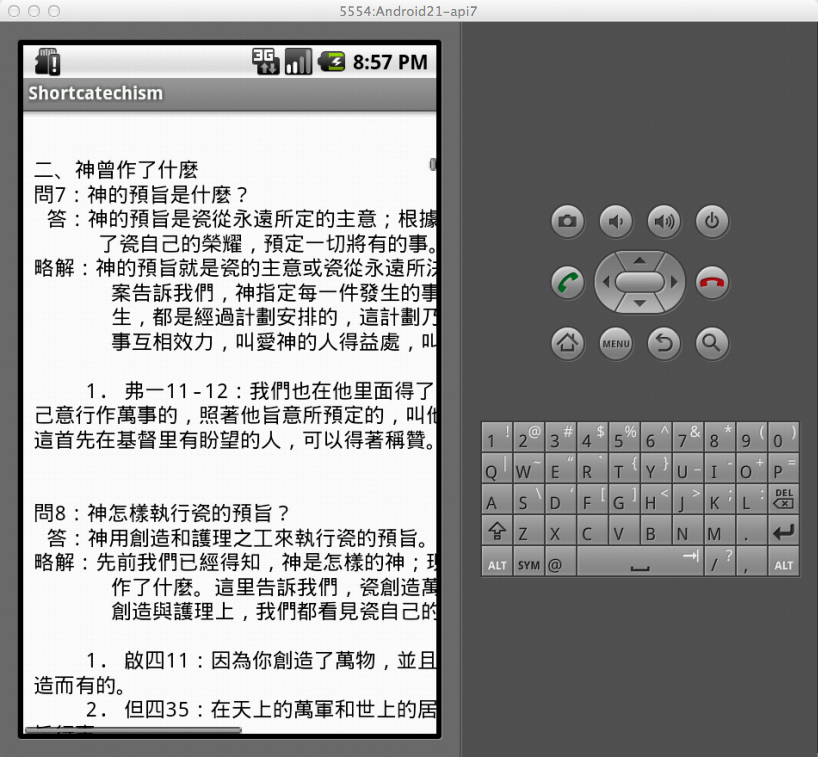 5554:Android21-api7
3G 8:57 PM
Shortcatechism
二、神曾作了什麼
問7：神的預旨是什麼？
答：神的預旨是瓷從永遠所定的主意；根據
了瓷自己的榮耀，預定一切將有的事。
略解：神的預旨就是瓷的主意或瓷從永遠所決
案告訴我們，神指定每一件發生的事
生，都是經過計劃安排的，這計劃乃
事互相效力，叫愛神的人得益處，叫
1. 弗一11-12：我們也在他里面得了
己意行作萬事的，照著他旨意所預定的，叫他
這首先在基督里有盼望的人，可以得著稱讚。
問8：神怎樣執行瓷的預旨？
答：神用創造和護理之工來執行瓷的預旨。
略解：先前我們已經得知，神是怎樣的神；現
作了什麼。這里告訴我們，瓷創造萬
創造與護理上，我們都看見瓷自己的
1. 啟四11：因為你創造了萬物，並且
造而有的。
2. 但四35：在天上的萬軍和世上的居
MENU
1 ! 2 @ 3 # 4 $ 5 % 6 ^ 7 & 8 * 9 ( 0 )
Q | W ~ E " R ` T { Y } U _ I - O + P =
A S \ D ' F [ G ] H < J > K ; L : DEL
Z X C V B N M .
ALT SYM @ / ? , ALT